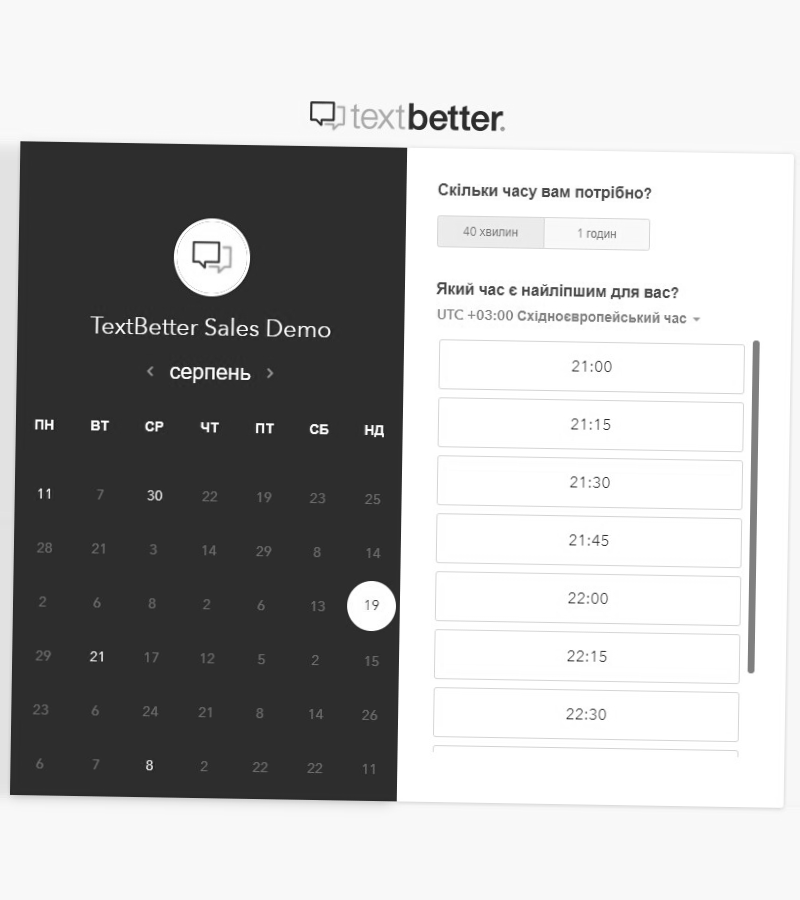 textbetter.
TextBetter Sales Demo
серпень
ПН ВТ СР ЧТ ПТ СБ НД
11 7 30 22 19 23 25
28 21 3 14 29 8 14
2 6 8 2 6 13 19
29 21 17 12 5 2 15
23 6 24 21 8 14 26
6 7 8 2 22 22 11
Скільки часу вам потрібно?
40 хвилин 1 годин
Який час є найліпшим для вас?
UTC +03:00 Східноєвропейський час
21:00
21:15
21:30
21:45
22:00
22:15
22:30